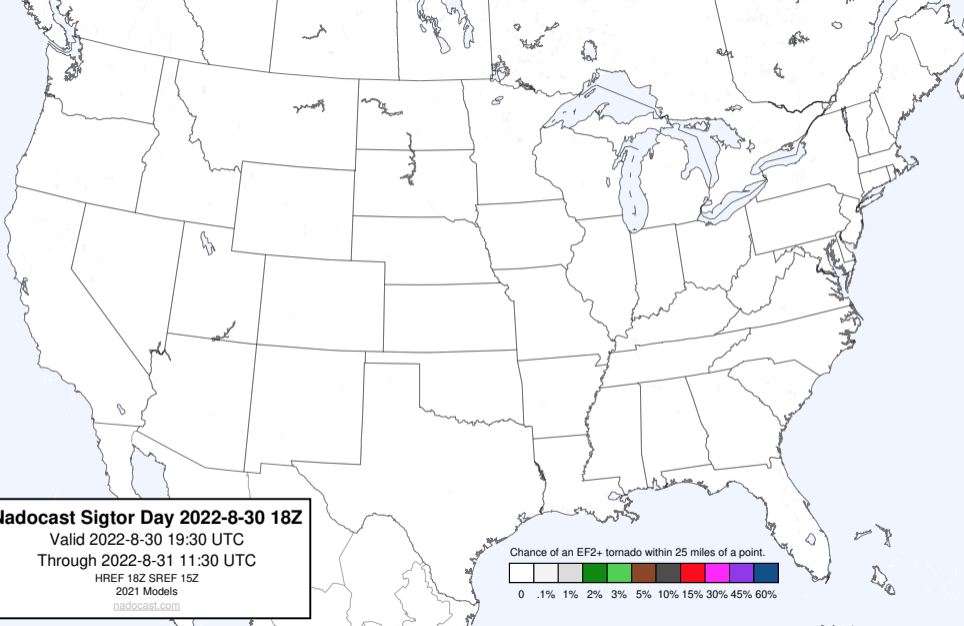 Nadocast Sigtor Day 2022-8-30 18Z
Valid 2022-8-30 19:30 UTC
Through 2022-8-31 11:30 UTC
HREF 18Z SREF 15Z
2021 Models
nadocast.com
Chance of an EF2+ tornado within 25 miles of a point.
0 .1% 1% 2% 3% 5% 10% 15% 30% 45% 60%